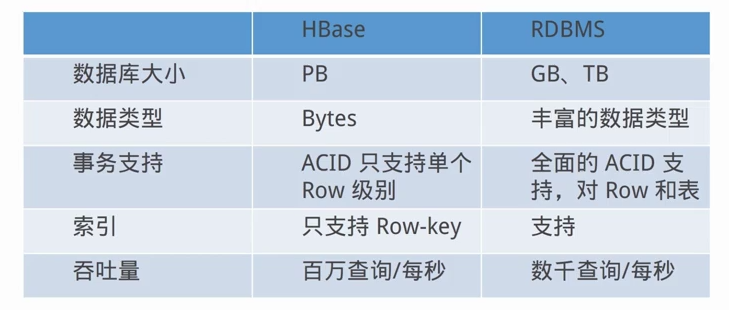 HBase RDBMS
数据库大小 PB GB、TB
数据类型 Bytes 丰富的数据类型
事务支持 ACID 只支持单个 全面的 ACID 支
Row 级别 持，对 Row 和表
索引 只支持 Row-key 支持
吞吐量 百万查询/每秒 数千查询/每秒